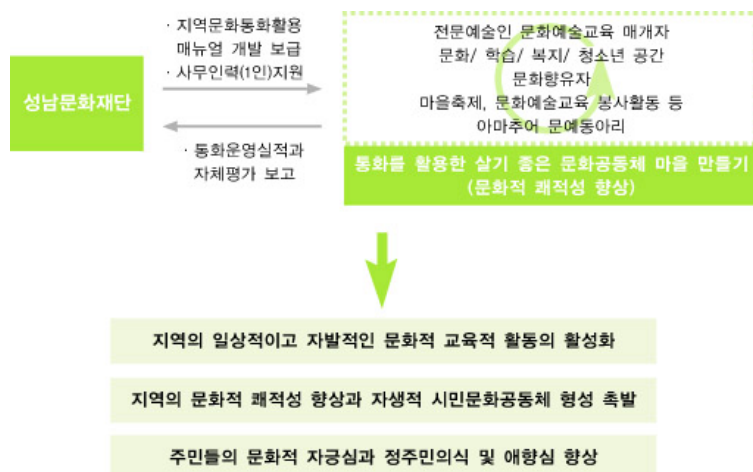 · 지역문화통화활용
매뉴얼 개발 보급
· 사무인력(1인)지원
성남문화재단
· 통화운영실적과
자체평가 보고
전문예술인 문화예술교육 매개자
문화/ 학습/ 복지/ 청소년 공간
문화향유자
마을축제, 문화예술교육 봉사활동 등
아마추어 문예동아리
통화를 활용한 살기 좋은 문화공동체 마을 만들기
(문화적 쾌적성 향상)
지역의 일상적이고 자발적인 문화적 교육적 활동의 활성화
지역의 문화적 쾌적성 향상과 자생적 시민문화공동체 형성 촉발
주민들의 문화적 자긍심과 정주민의식 및 애향심 향상